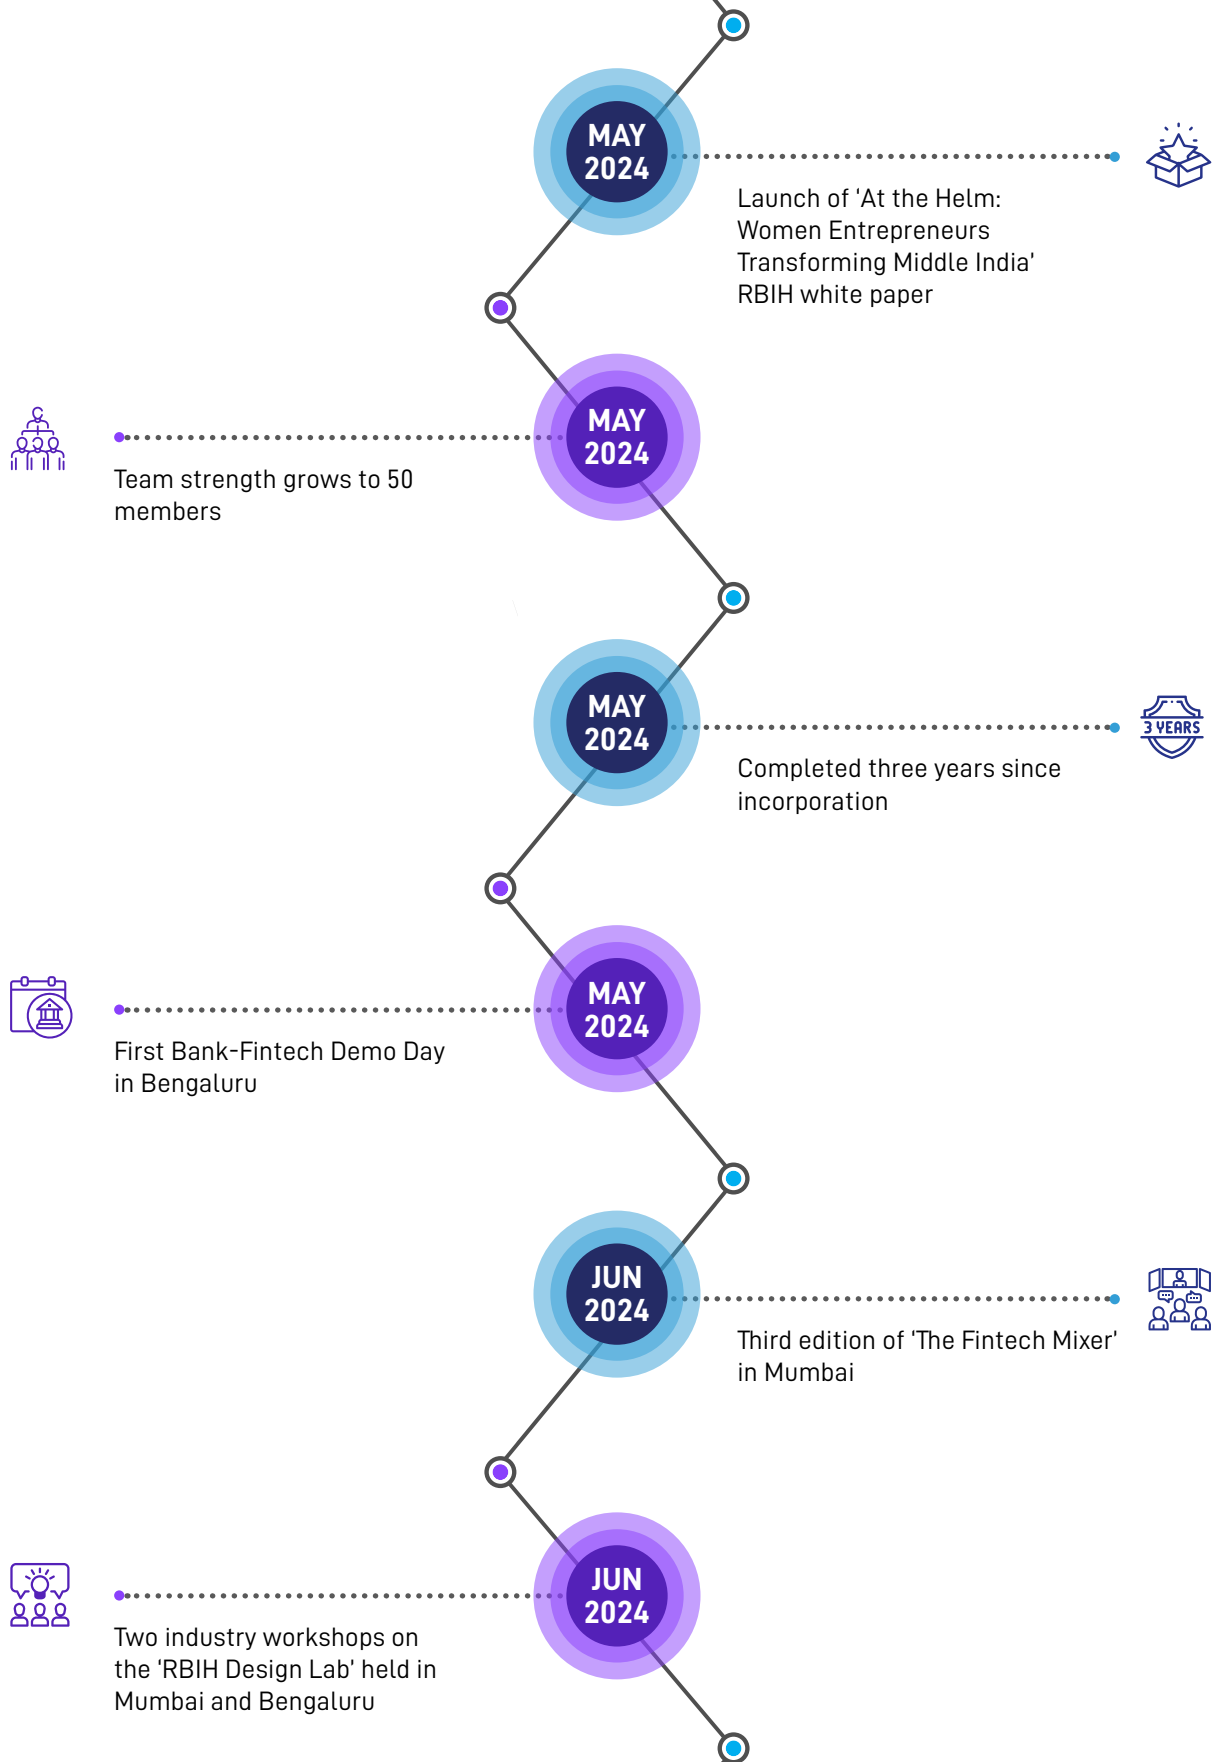 MAY
2024
Launch of ‘At the Helm:
Women Entrepreneurs
Transforming Middle India’
RBIH white paper
MAY
2024
Team strength grows to 50
members
MAY
2024
3 YEARS
Completed three years since
incorporation
MAY
2024
First Bank-Fintech Demo Day
in Bengaluru
JUN
2024
Third edition of ‘The Fintech Mixer’
in Mumbai
JUN
2024
Two industry workshops on
the ‘RBIH Design Lab’ held in
Mumbai and Bengaluru